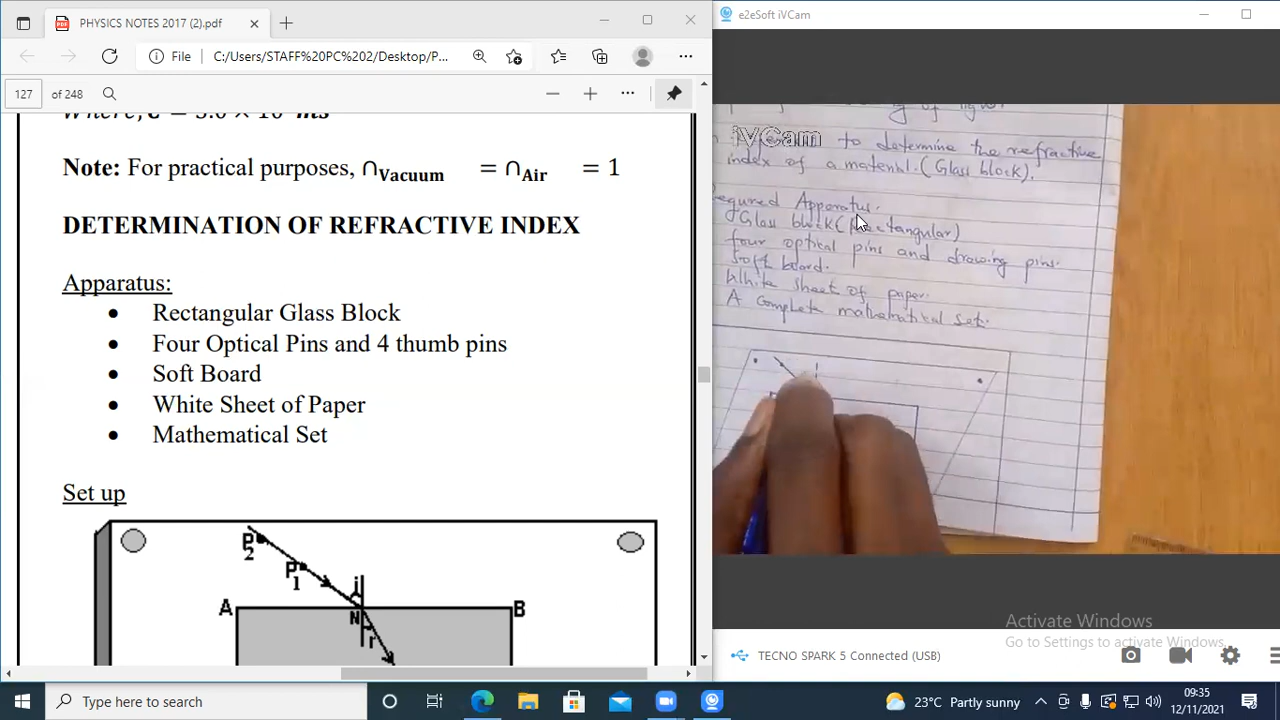 PHYSICS NOTES 2017 (2).pdf
File
C:/Users/STAFF%20PC%202/Desktop/P...
127 of 248
Note: For practical purposes, ∩Vacuum = ∩Air = 1
DETERMINATION OF REFRACTIVE INDEX
Apparatus:
• Rectangular Glass Block
• Four Optical Pins and 4 thumb pins
• Soft Board
• White Sheet of Paper
• Mathematical Set
Set up
P2
P1
i
A
B
N
r
e2eSoft iVCam
iVCam
to determine the refractive
index of a material. (Glass block).
Apparatus.
Glass block (Rectangular)
four optical pins and drawing pins.
Soft board.
White sheet of paper.
A complete mathematical set.
Activate Windows
Go to Settings to activate Windows.
TECNO SPARK 5 Connected (USB)
Type here to search
23°C Partly sunny
09:35
12/11/2021